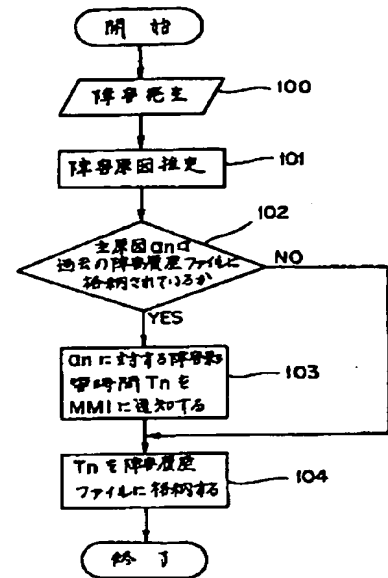 開始
障害発生
100
障害原因推定
101
102
主原因anは
過去の障害履歴ファイルに
格納されているか
NO
YES
anに対する障害影
響時間Tnを
MMIに通知する
103
Tnを障害履歴
ファイルに格納する
104
終了